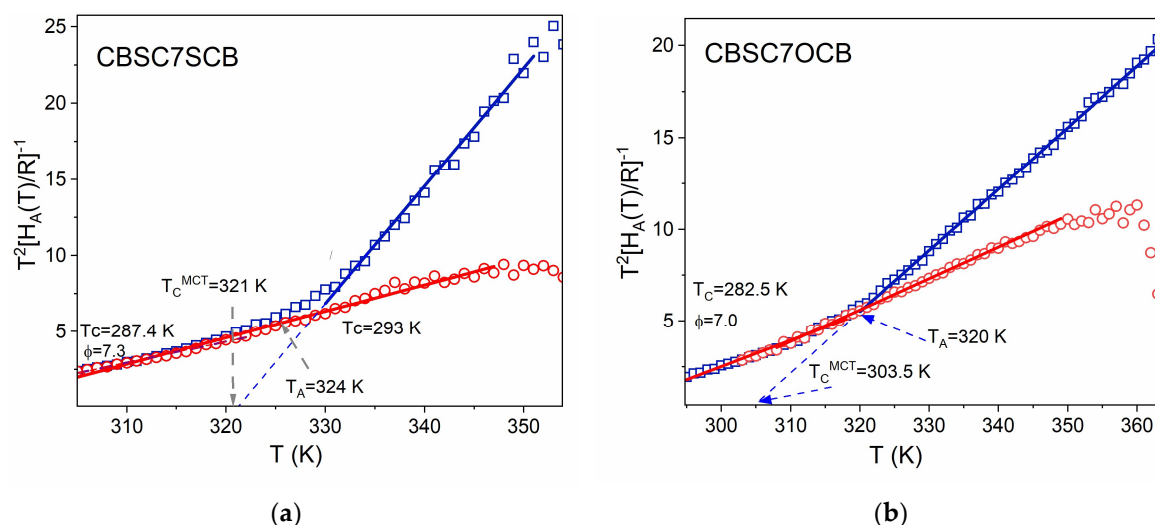 CBSC7SCB
T²[H_A(T)/R]⁻¹
25
20
15
10
5
T_C^MCT=321 K
Tc=287.4 K
ϕ=7.3
Tc=293 K
T_A=324 K
310
320
330
340
350
T (K)
(a)
CBSC7OCB
T²[H_A(T)/R]⁻¹
20
15
10
5
T_C=282.5 K
ϕ=7.0
T_A=320 K
T_C^MCT=303.5 K
300
310
320
330
340
350
360
T (K)
(b)